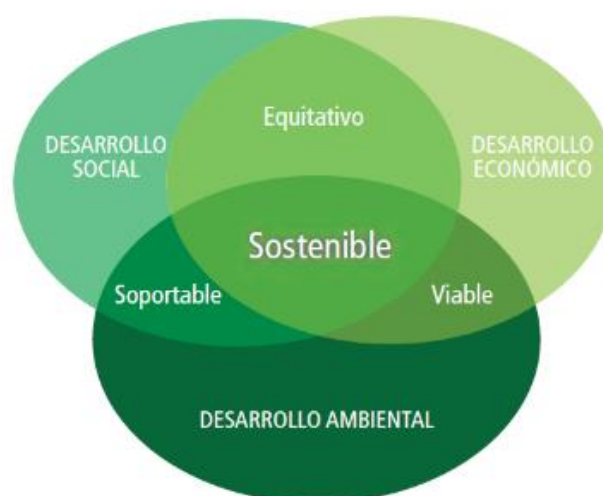 Equitativo
DESARROLLO
SOCIAL
DESARROLLO
ECONÓMICO
Sostenible
Soportable
Viable
DESARROLLO AMBIENTAL